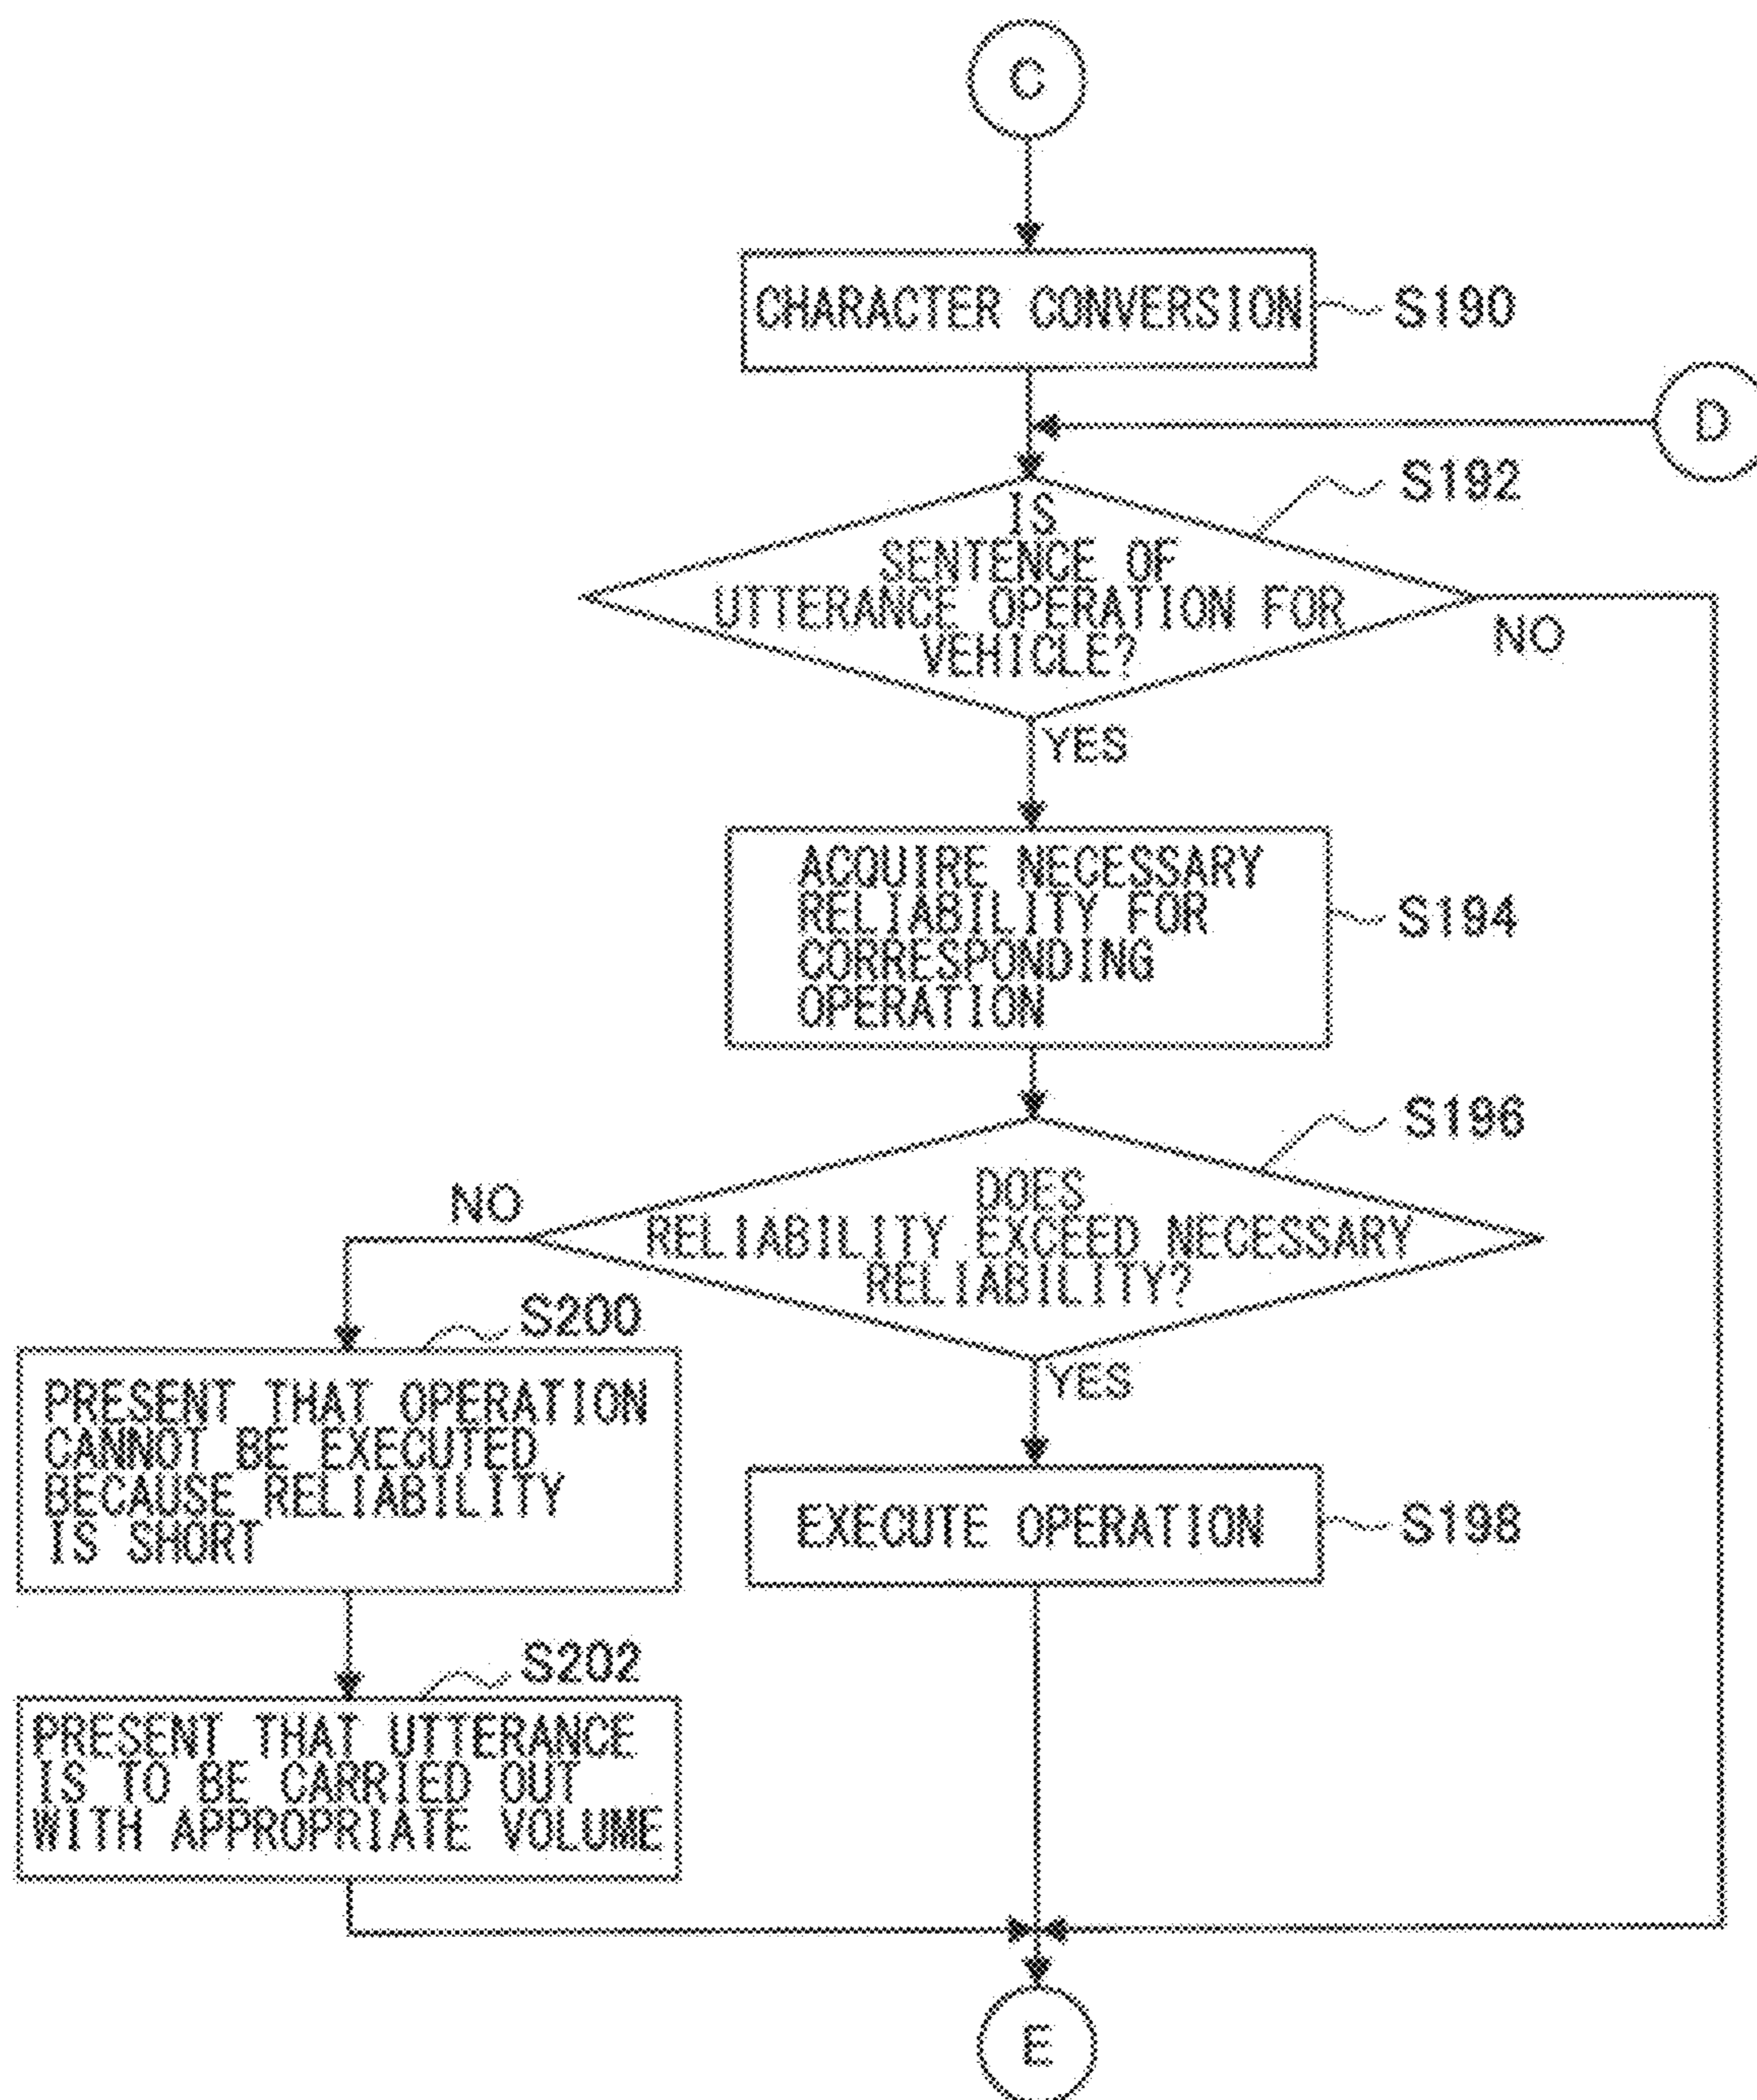 C
CHARACTER CONVERSION
S190
D
S192
IS
SENTENCE OF
UTTERANCE OPERATION FOR
VEHICLE?
NO
YES
ACQUIRE NECESSARY
RELIABILITY FOR
CORRESPONDING
OPERATION
S194
S196
DOES
RELIABILITY EXCEED NECESSARY
RELIABILITY?
NO
YES
S200
PRESENT THAT OPERATION
CANNOT BE EXECUTED
BECAUSE RELIABILITY
IS SHORT
EXECUTE OPERATION
S198
S202
PRESENT THAT UTTERANCE
IS TO BE CARRIED OUT
WITH APPROPRIATE VOLUME
E